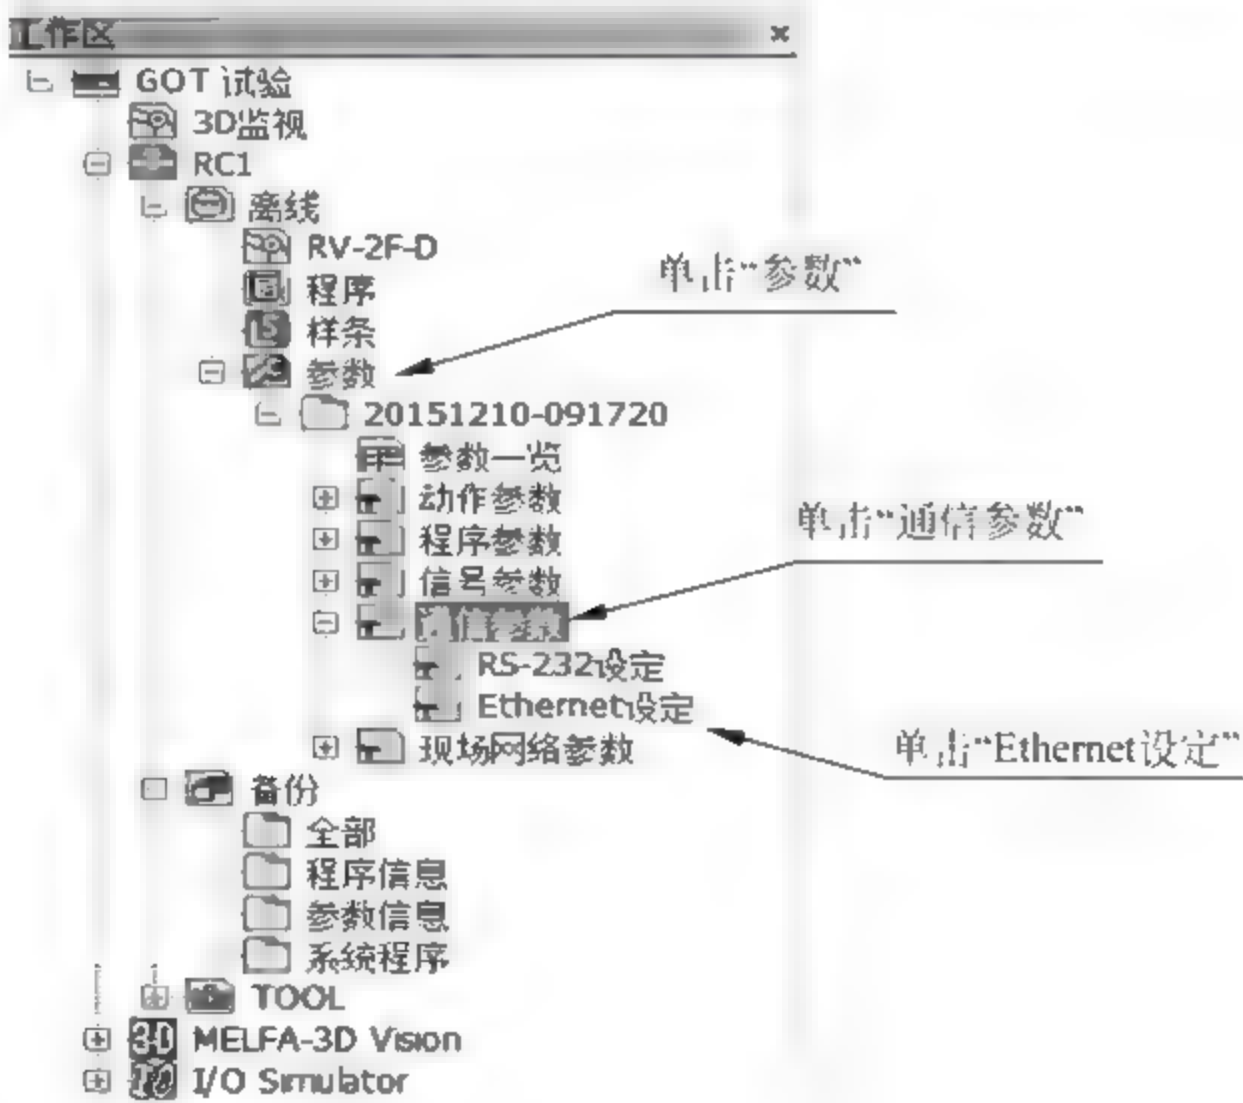 工作区
GOT 试验
3D监视
RC1
离线
RV-2F-D
程序
样条
参数
20151210-091720
参数一览
动作参数
程序参数
信号参数
通信参数
RS-232设定
Ethernet设定
现场网络参数
备份
全部
程序信息
参数信息
系统程序
TOOL
MELFA-3D Vision
I/O Simulator
单击“参数”
单击“通信参数”
单击“Ethernet设定”